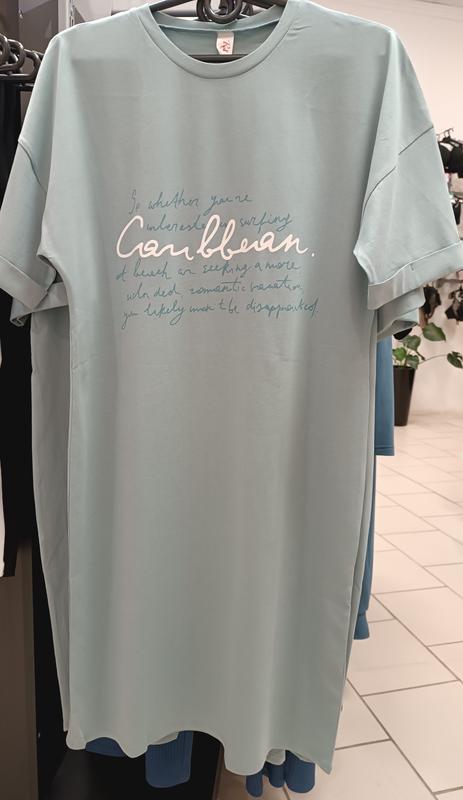 So whether you're
interested surfing
Caribbean.
at beach or seeking a more
secluded romantic vacation,
you likely won't be disappointed.